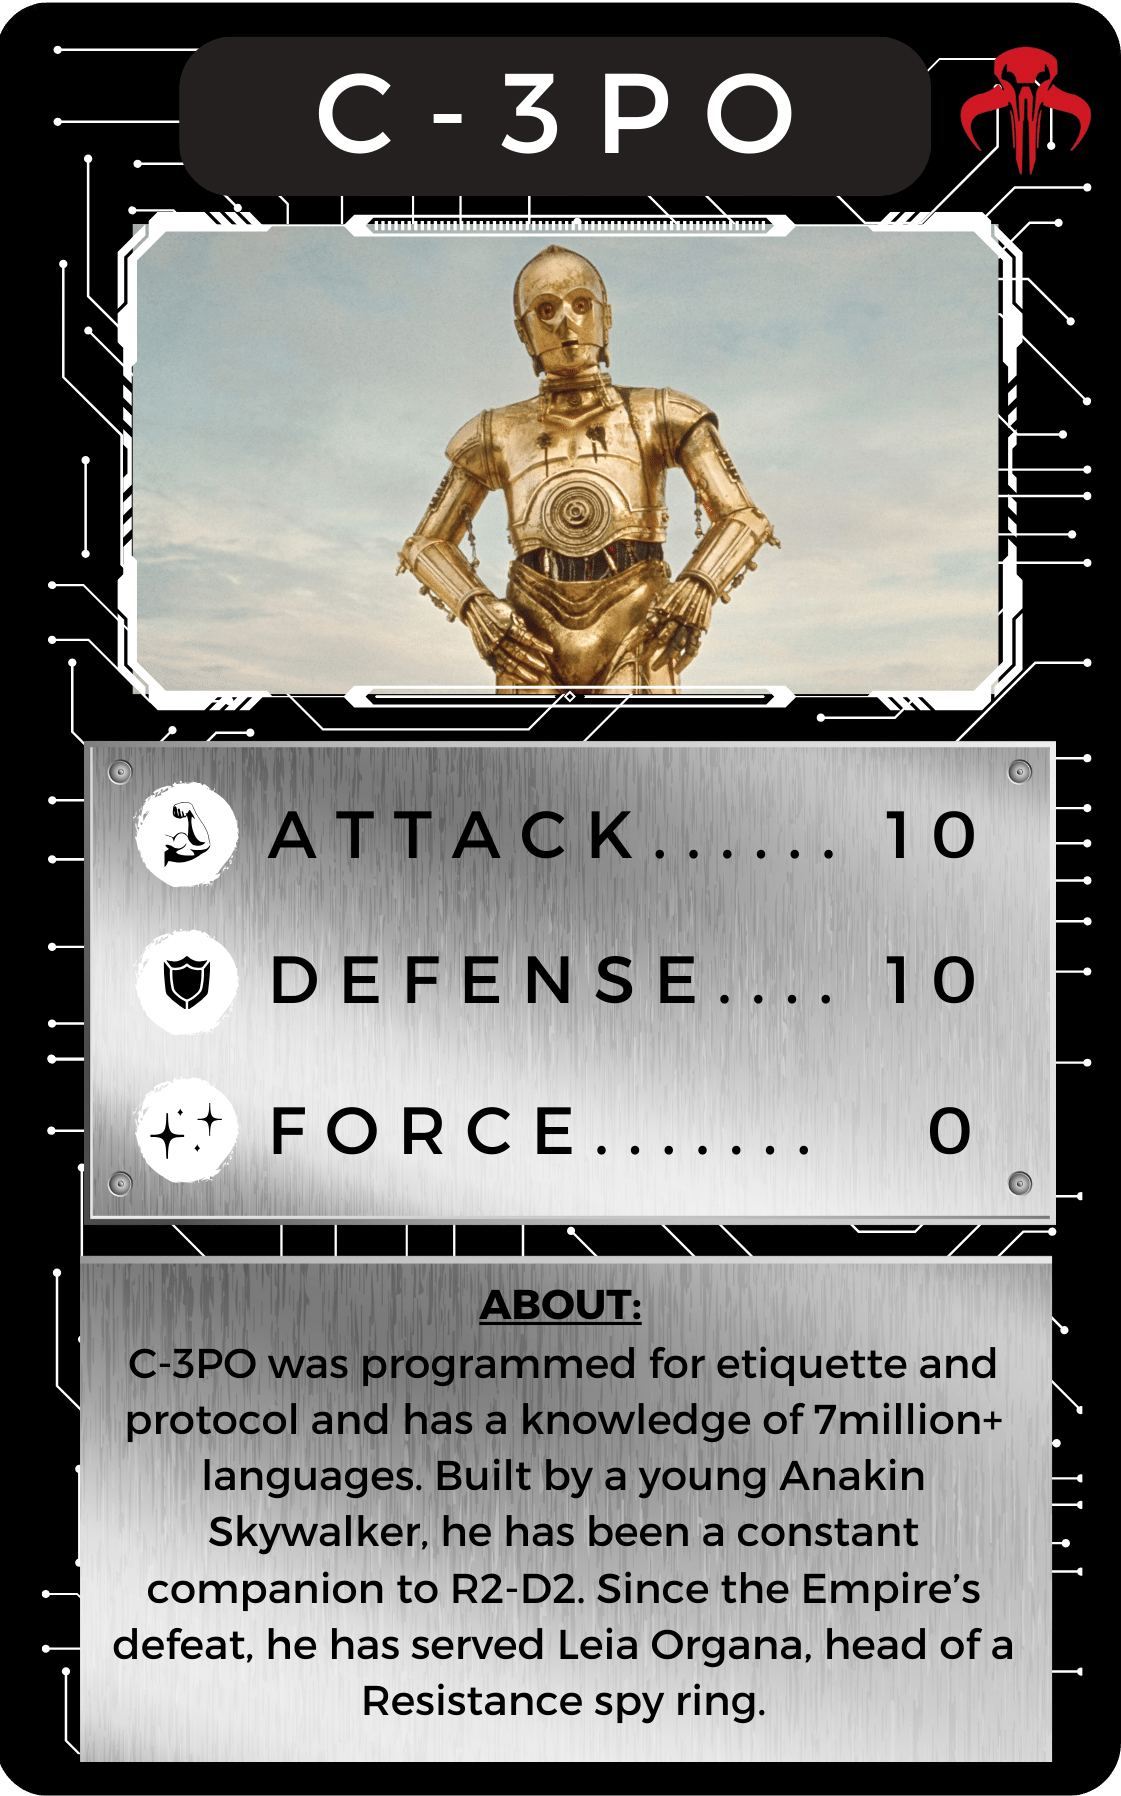 C-3PO
ATTACK...... 10
DEFENSE.... 10
FORCE....... 0
ABOUT:
C-3PO was programmed for etiquette and
protocol and has a knowledge of 7million+
languages. Built by a young Anakin
Skywalker, he has been a constant
companion to R2-D2. Since the Empire’s
defeat, he has served Leia Organa, head of a
Resistance spy ring.